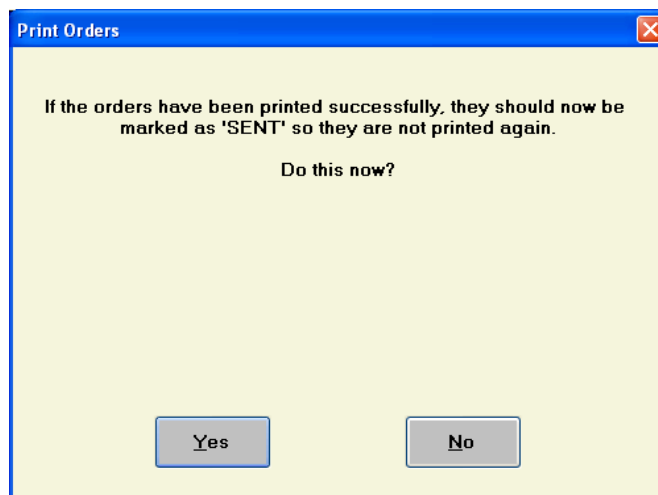 Print Orders
If the orders have been printed successfully, they should now be
marked as 'SENT' so they are not printed again.
Do this now?
Yes
No